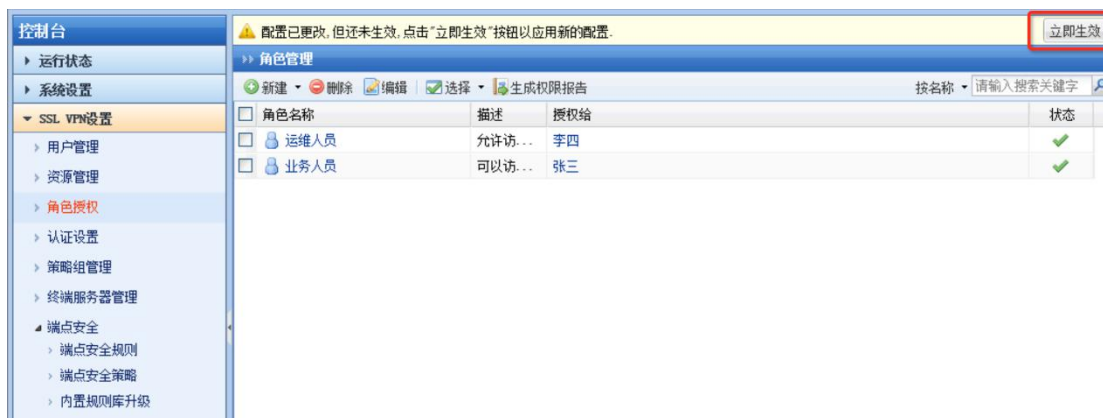 控制台
运行状态
系统设置
SSL VPN设置
用户管理
资源管理
角色授权
认证设置
策略组管理
终端服务器管理
端点安全
端点安全规则
端点安全策略
内置规则库升级
配置已更改,但还未生效,点击"立即生效"按钮以应用新的配置.
立即生效
角色管理
新建 删除 编辑 选择 生成权限报告 按名称 请输入搜索关键字
角色名称 描述 授权给 状态
运维人员 允许访... 李四
业务人员 可以访... 张三